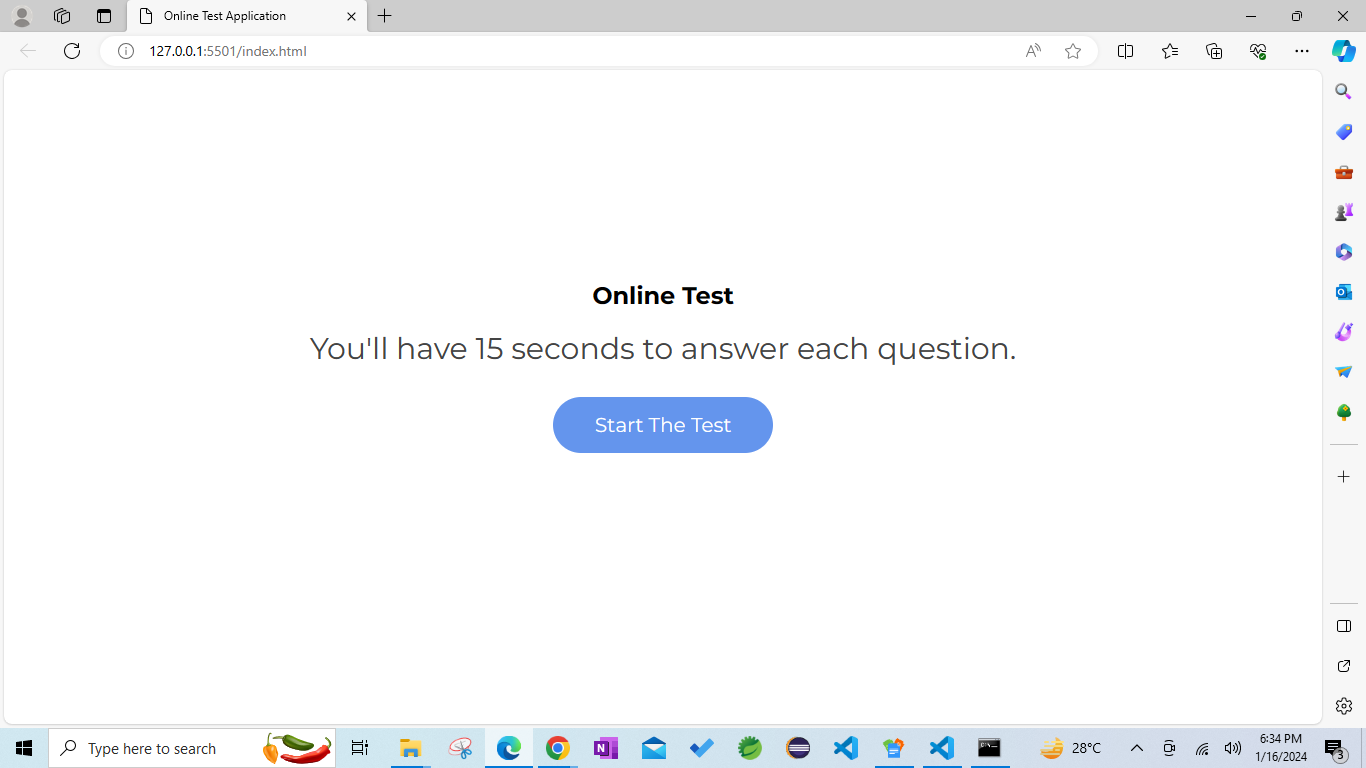 Online Test Application
127.0.0.1:5501/index.html
Online Test
You'll have 15 seconds to answer each question.
Start The Test
Type here to search
28°C
6:34 PM
1/16/2024
3